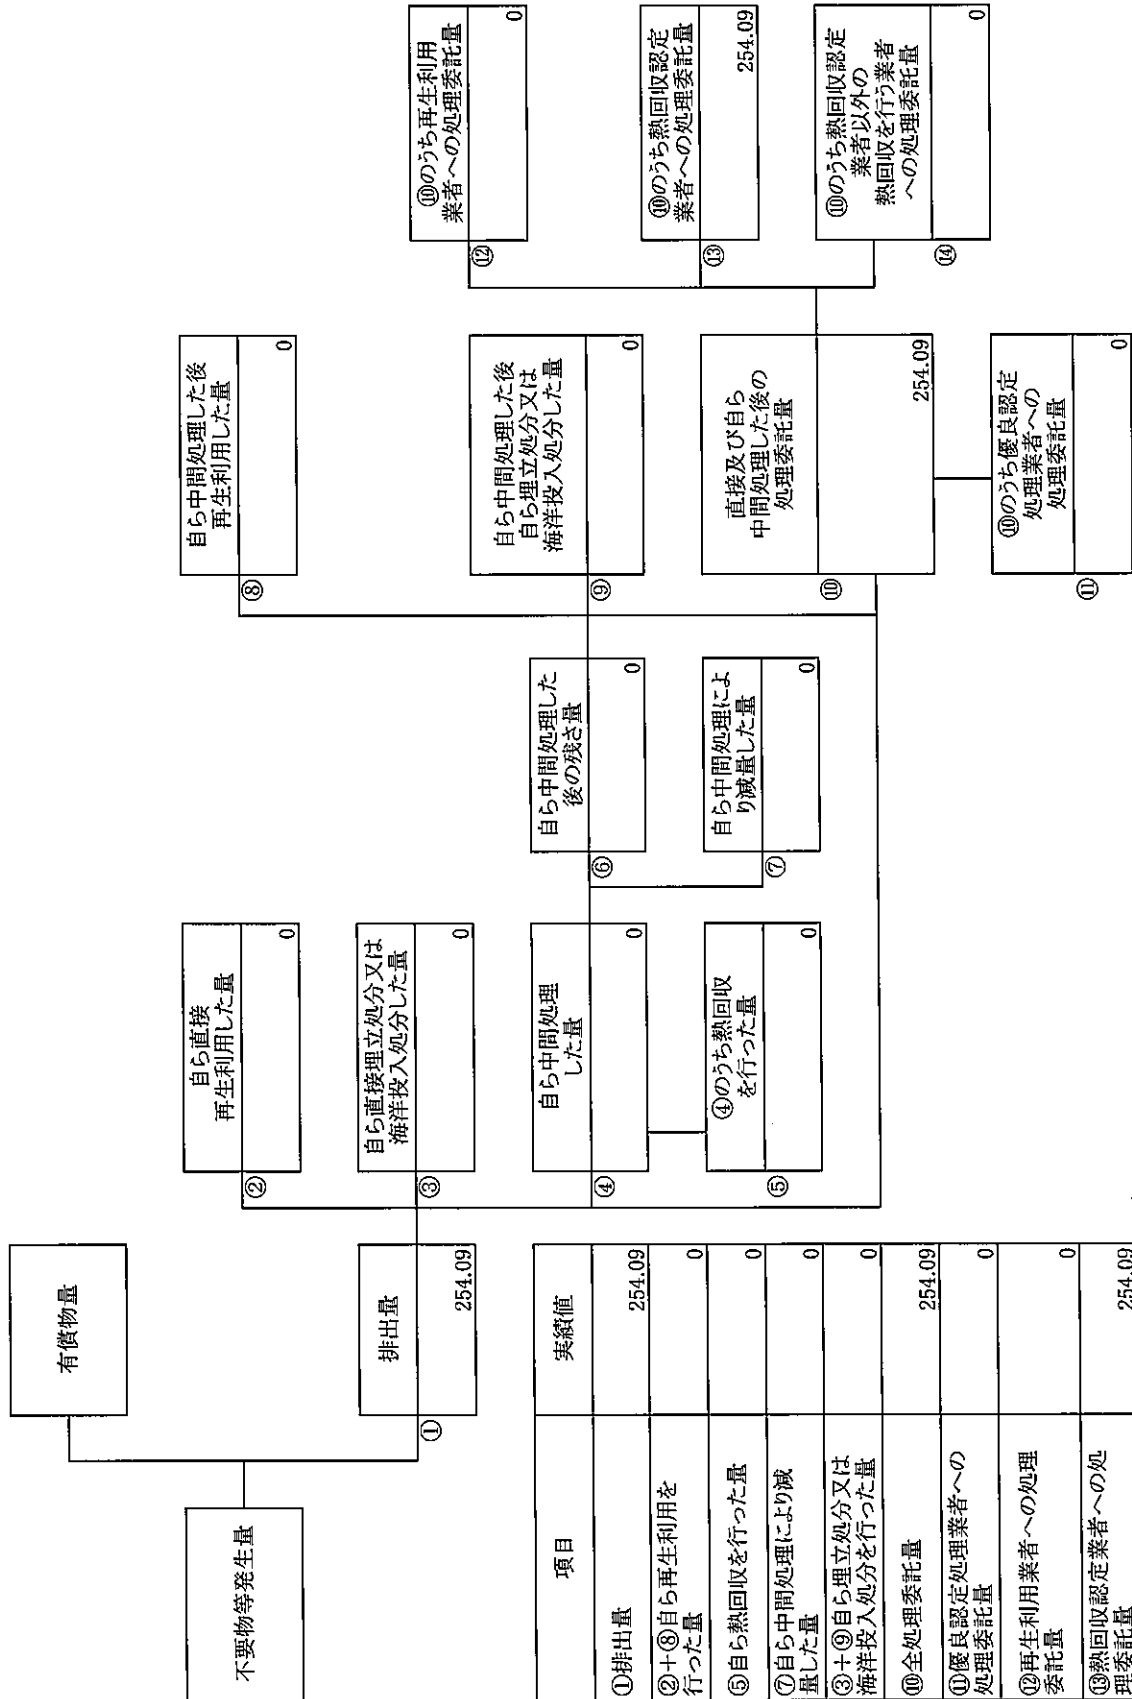 不要物等発生量
有償物量
①
排出量
254.09
②
自ら直接
再生利用した量
0
③
自ら直接埋立処分又は
海洋投入処分した量
0
④
自ら中間処理
した量
0
⑤
④のうち熱回収
を行った量
0
⑥
自ら中間処理した
後の残さ量
0
⑦
自ら中間処理によ
り減量した量
0
⑧
自ら中間処理した後
再生利用した量
0
⑨
自ら中間処理した後
自ら埋立処分又は
海洋投入処分した量
0
⑩
直接及び自ら
中間処理した後の
処理委託量
254.09
⑪
⑩のうち優良認定
処理業者への
処理委託量
0
⑫
⑩のうち再生利用
業者への処理委託量
0
⑬
⑩のうち熱回収認定
業者への処理委託量
254.09
⑭
⑩のうち熱回収認定
業者以外の
熱回収を行う業者
への処理委託量
0
項目 実績値
①排出量 254.09
②+⑧自ら再生利用を
行った量 0
⑤自ら熱回収を行った量 0
⑦自ら中間処理により減
量した量 0
③+⑨自ら埋立処分又は
海洋投入処分を行った量 0
⑩全処理委託量 254.09
⑪優良認定処理業者への
処理委託量 0
⑫再生利用業者への処理
委託量 0
⑬熱回収認定業者への処
理委託量 254.09